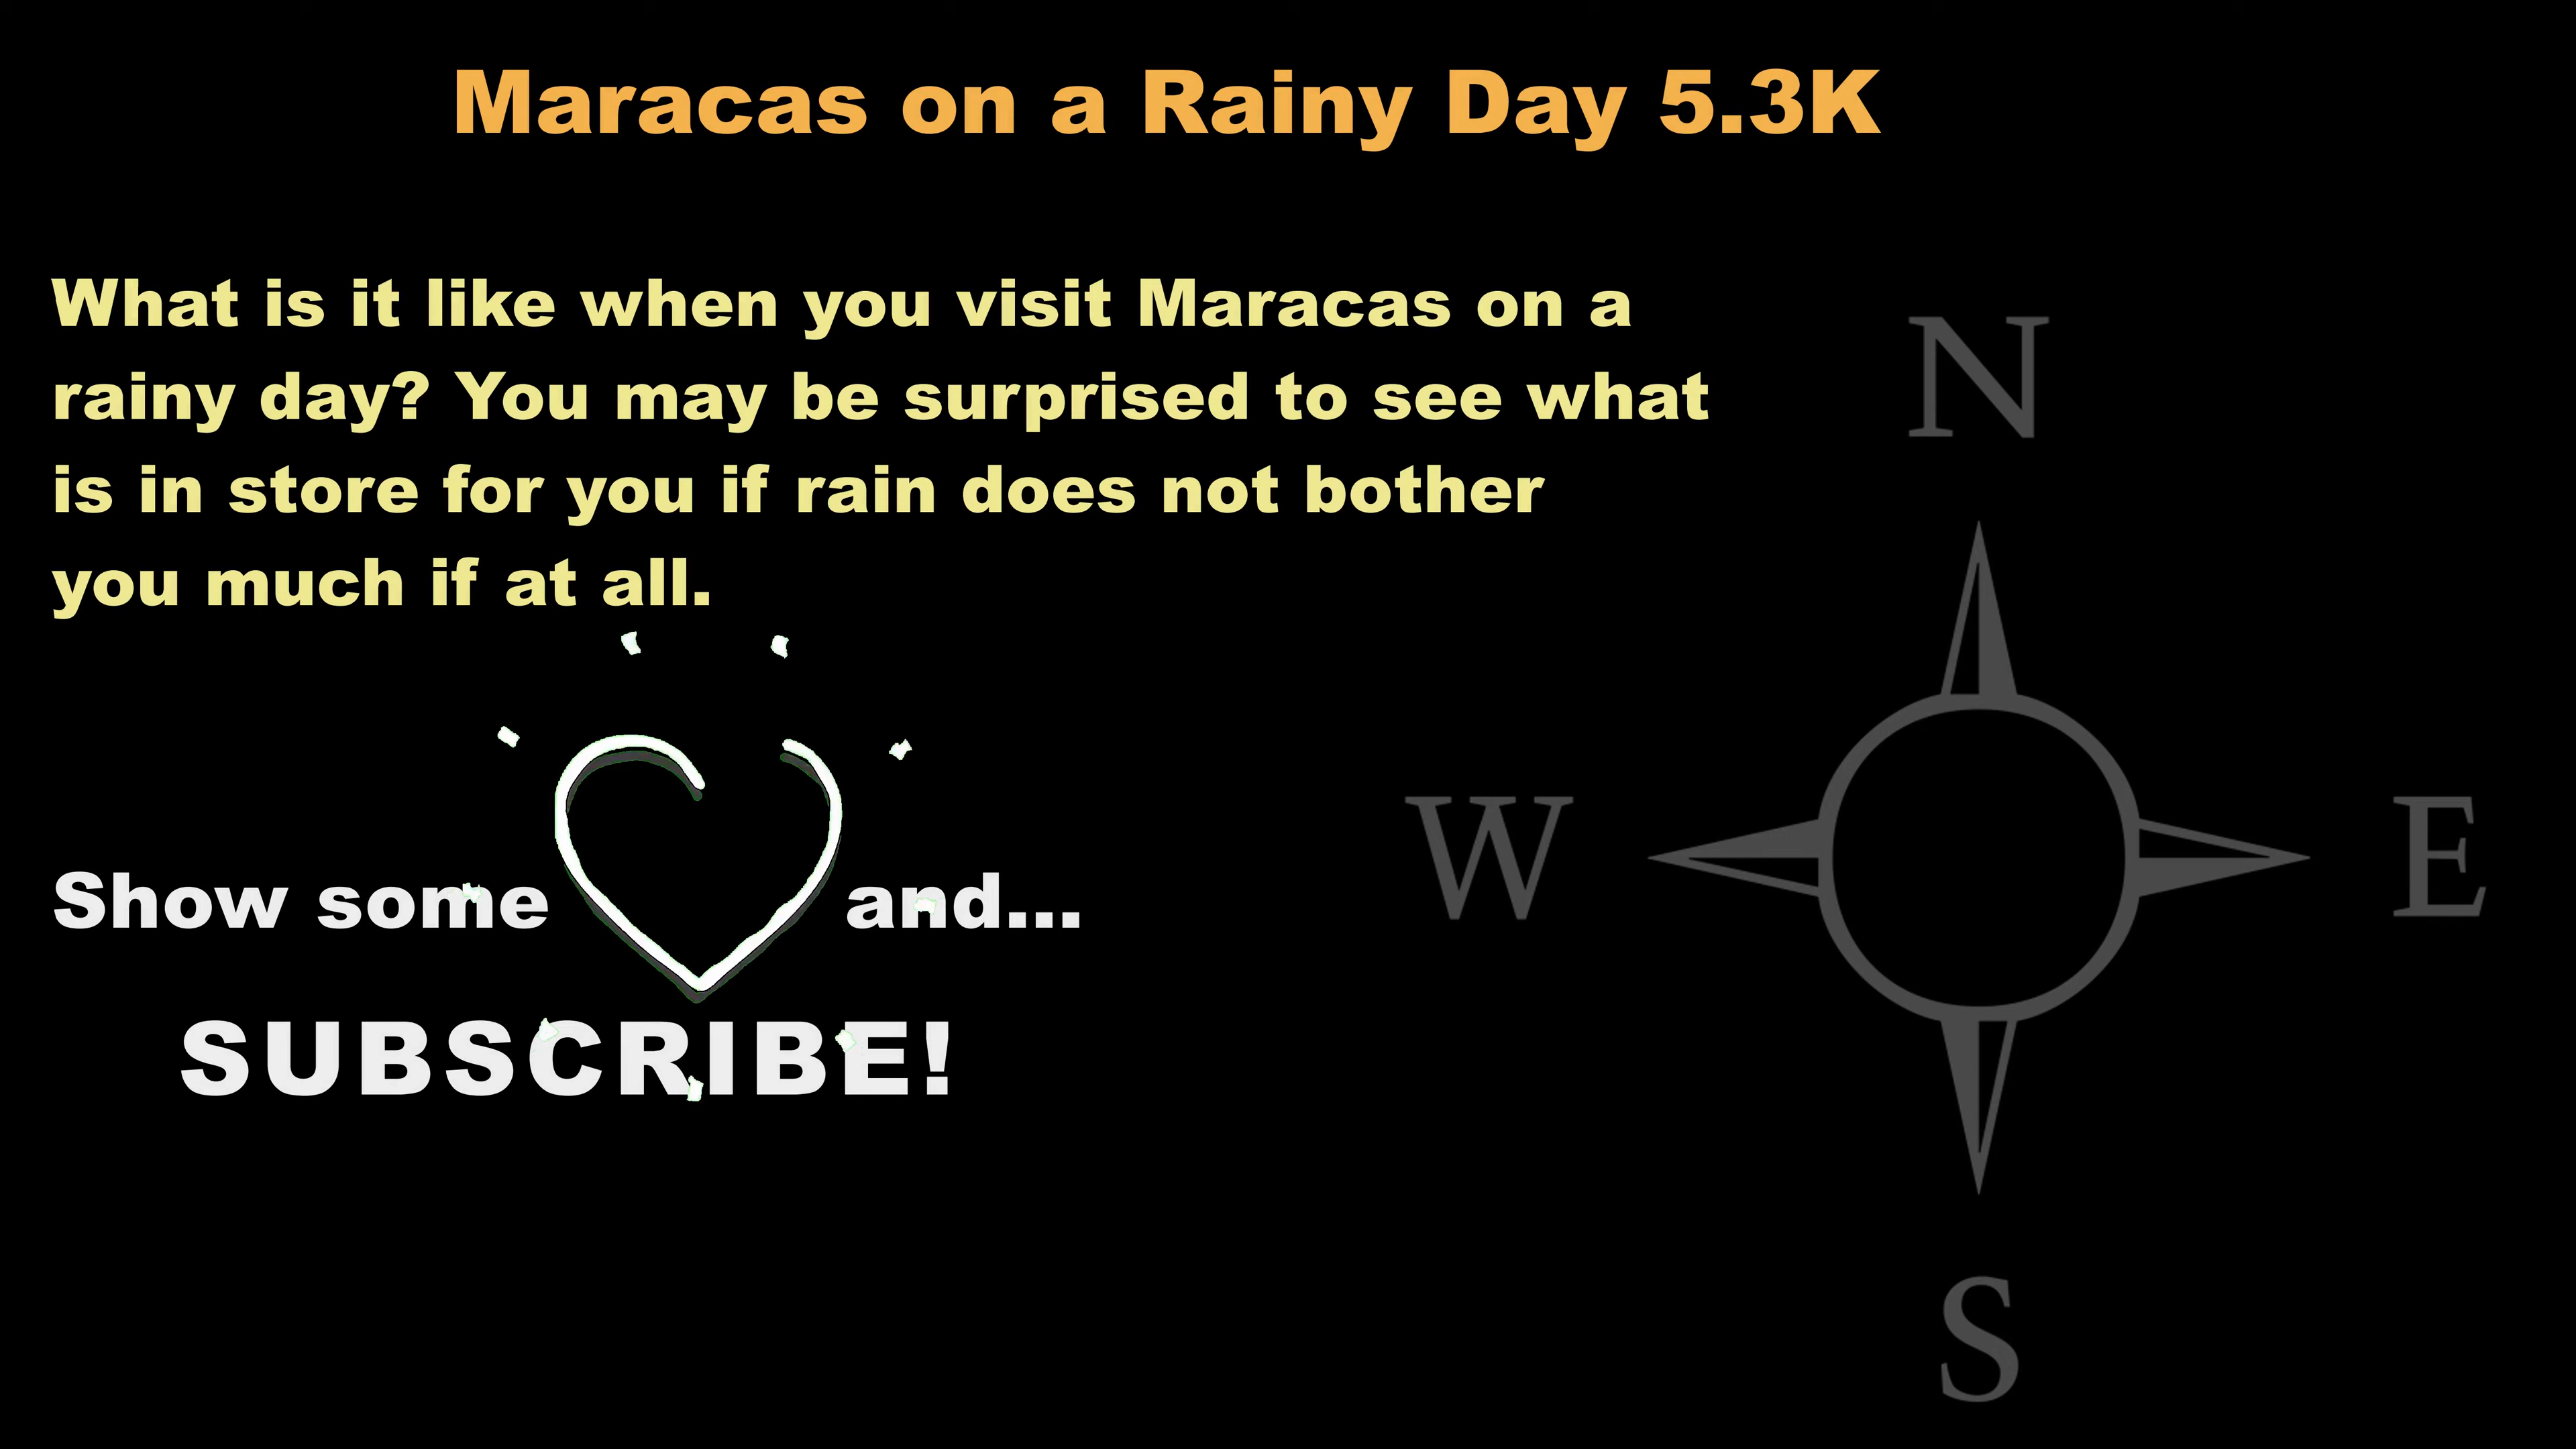 Maracas on a Rainy Day 5.3K
What is it like when you visit Maracas on a
rainy day? You may be surprised to see what
is in store for you if rain does not bother
you much if at all.
Show some and...
SUBSCRIBE!
N
W E
S